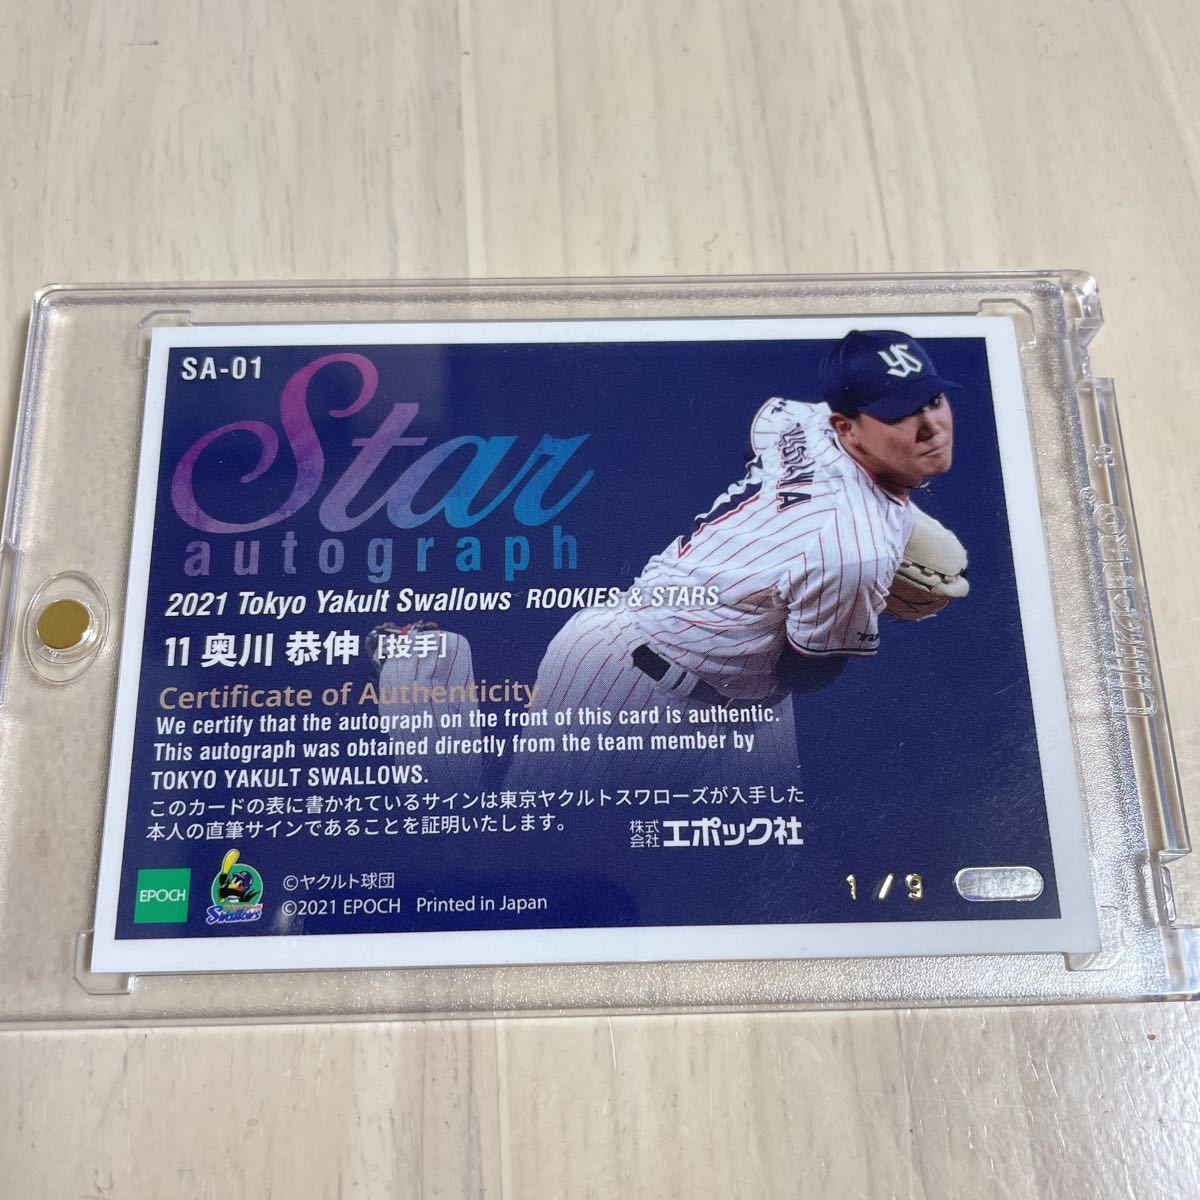 SA-01
Star
autograph
2021 Tokyo Yakult Swallows ROOKIES & STARS
11 奥川 恭伸 [投手]
Certificate of Authenticity
We certify that the autograph on the front of this card is authentic.
This autograph was obtained directly from the team member by
TOKYO YAKULT SWALLOWS.
このカードの表に書かれているサインは東京ヤクルトスワローズが入手した
本人の直筆サインであることを証明いたします。
株式会社 エポック社
EPOCH
Swallows
©ヤクルト球団
©2021 EPOCH Printed in Japan
1 / 9
YS
Ultra PRO®
35